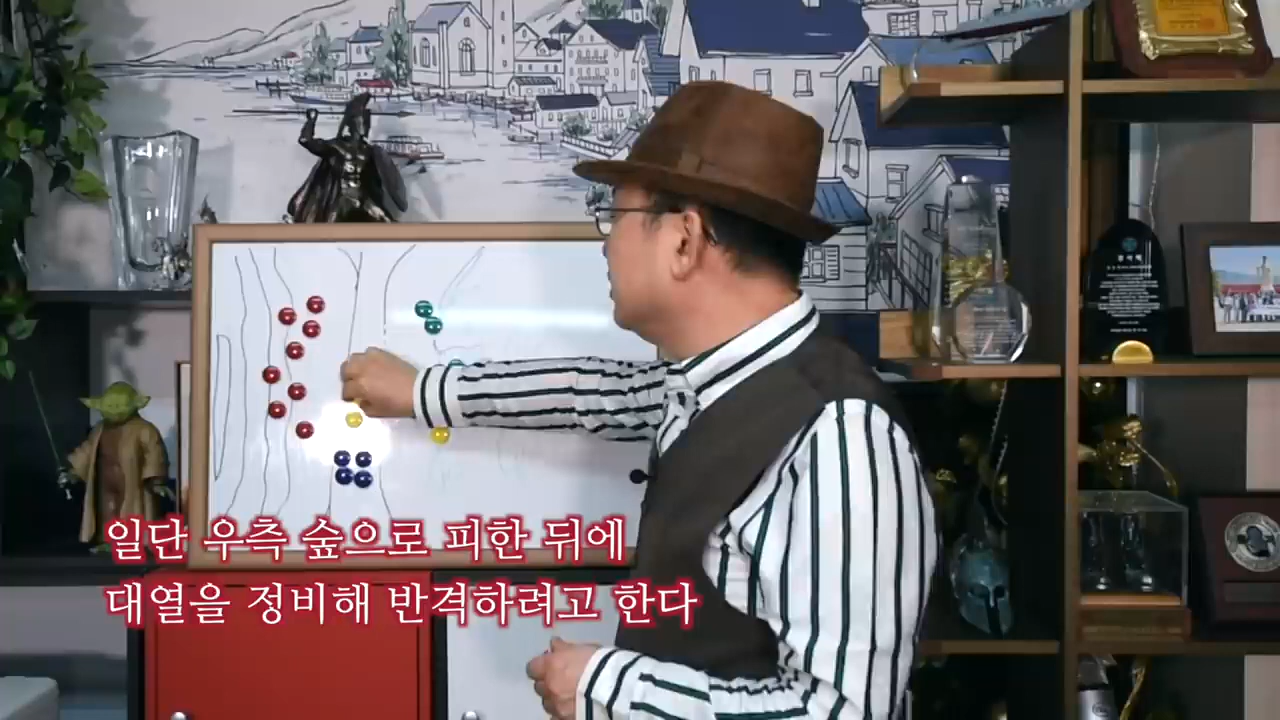 일단 우측 숲으로 피한 뒤에
대열을 정비해 반격하려고 한다